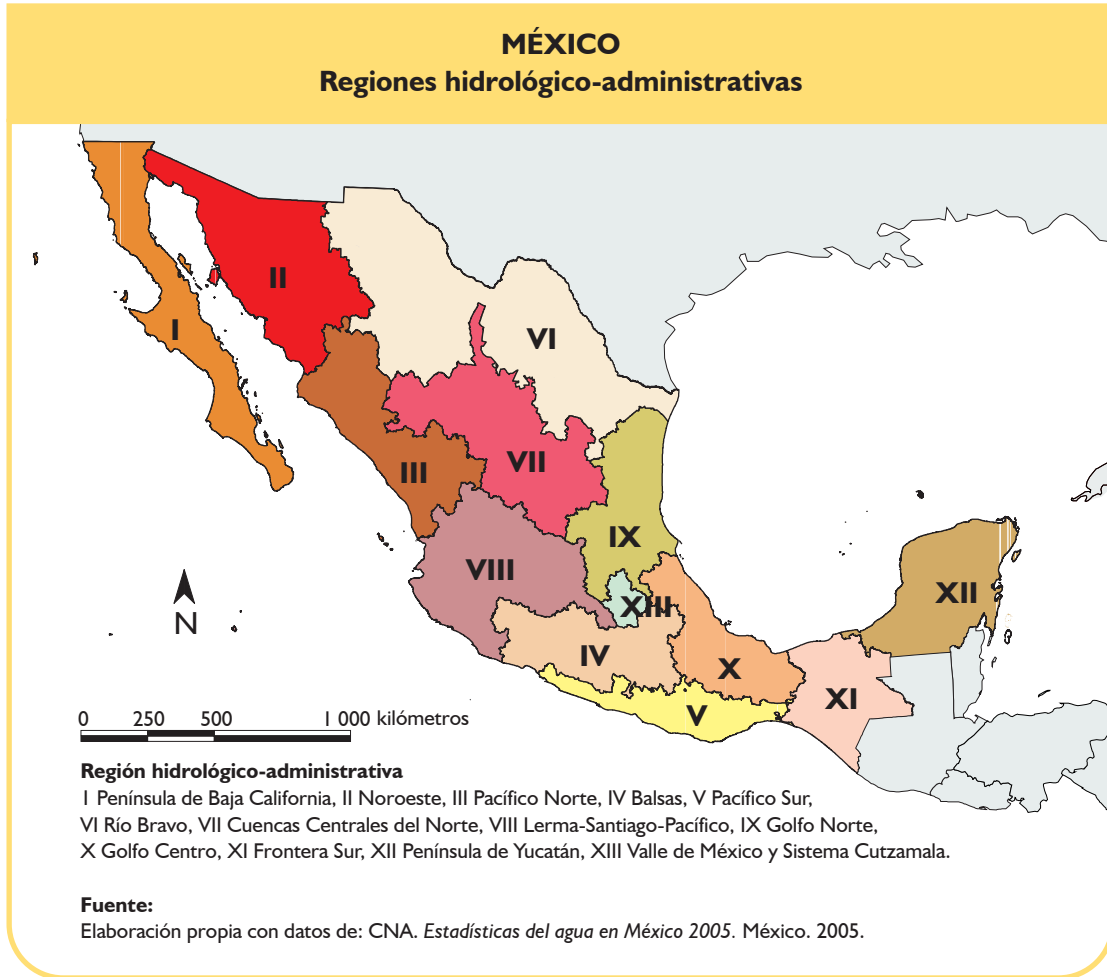 MÉXICO
Regiones hidrológico-administrativas
I
II
III
IV
V
VI
VII
VIII
IX
X
XI
XII
XIII
N
0 250 500 1 000 kilómetros
Región hidrológico-administrativa
I Península de Baja California, II Noroeste, III Pacífico Norte, IV Balsas, V Pacífico Sur,
VI Río Bravo, VII Cuencas Centrales del Norte, VIII Lerma-Santiago-Pacífico, IX Golfo Norte,
X Golfo Centro, XI Frontera Sur, XII Península de Yucatán, XIII Valle de México y Sistema Cutzamala.
Fuente:
Elaboración propia con datos de: CNA. Estadísticas del agua en México 2005. México. 2005.